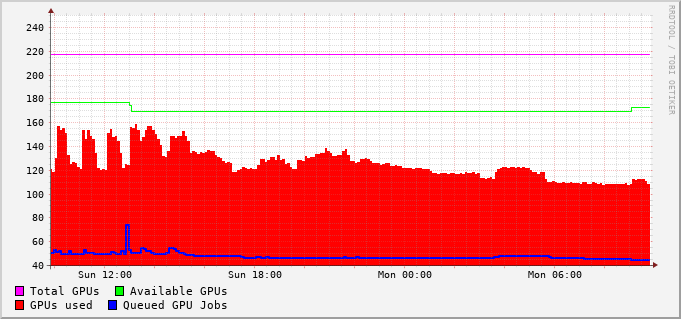 240
220
200
180
160
140
120
100
80
60
40
Sun 12:00 Sun 18:00 Mon 00:00 Mon 06:00
Total GPUs Available GPUs
GPUs used Queued GPU Jobs
RRDTOOL / TOBI OETIKER